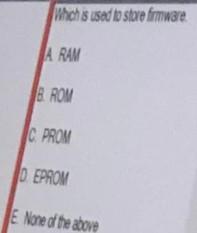 Which is used to store firmware.
A. RAM
B. ROM
C. PROM
D. EPROM
E. None of the above